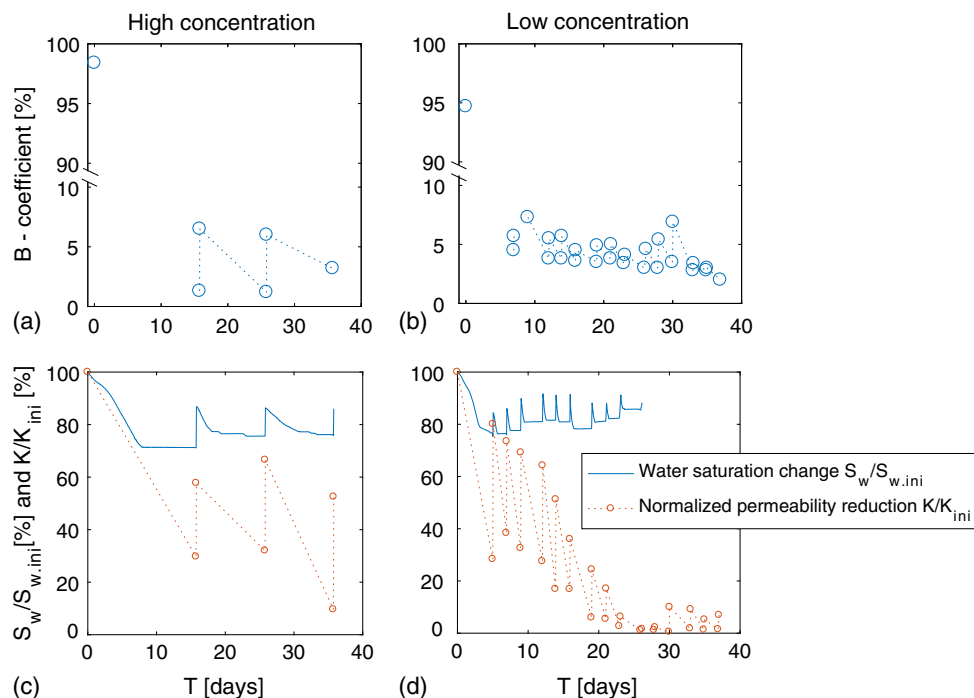 High concentration
Low concentration
B - coefficient [%]
100
95
90
10
5
0
0 10 20 30 40
(a)
100
95
90
10
5
0
0 10 20 30 40
(b)
S_w/S_w.ini[%] and K/K_ini [%]
100
80
60
40
20
0
0 10 20 30 40
(c)
T [days]
100
80
60
40
20
0
0 10 20 30 40
(d)
T [days]
Water saturation change S_w/S_w.ini
Normalized permeability reduction K/K_ini